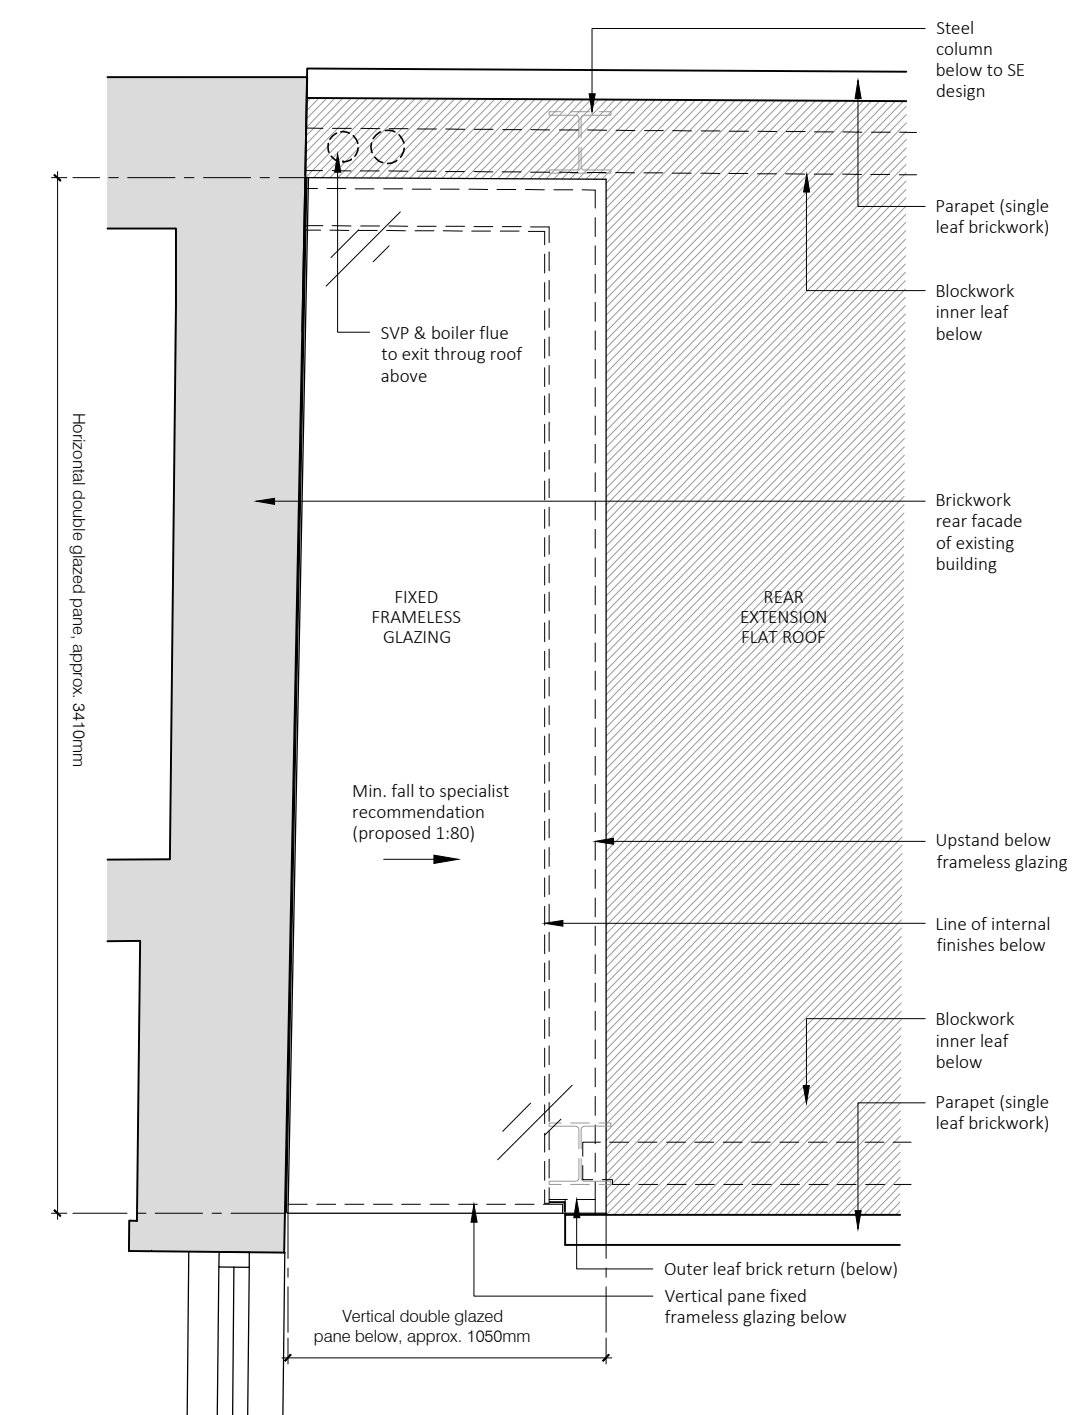 Steel
column
below to SE
design
Parapet (single
leaf brickwork)
Blockwork
inner leaf
below
SVP & boiler flue
to exit throug roof
above
Horizontal double glazed pane, approx. 3410mm
Brickwork
rear facade
of existing
building
FIXED
FRAMELESS
GLAZING
REAR
EXTENSION
FLAT ROOF
Min. fall to specialist
recommendation
(proposed 1:80)
Upstand below
frameless glazing
Line of internal
finishes below
Blockwork
inner leaf
below
Parapet (single
leaf brickwork)
Outer leaf brick return (below)
Vertical pane fixed
frameless glazing below
Vertical double glazed
pane below, approx. 1050mm